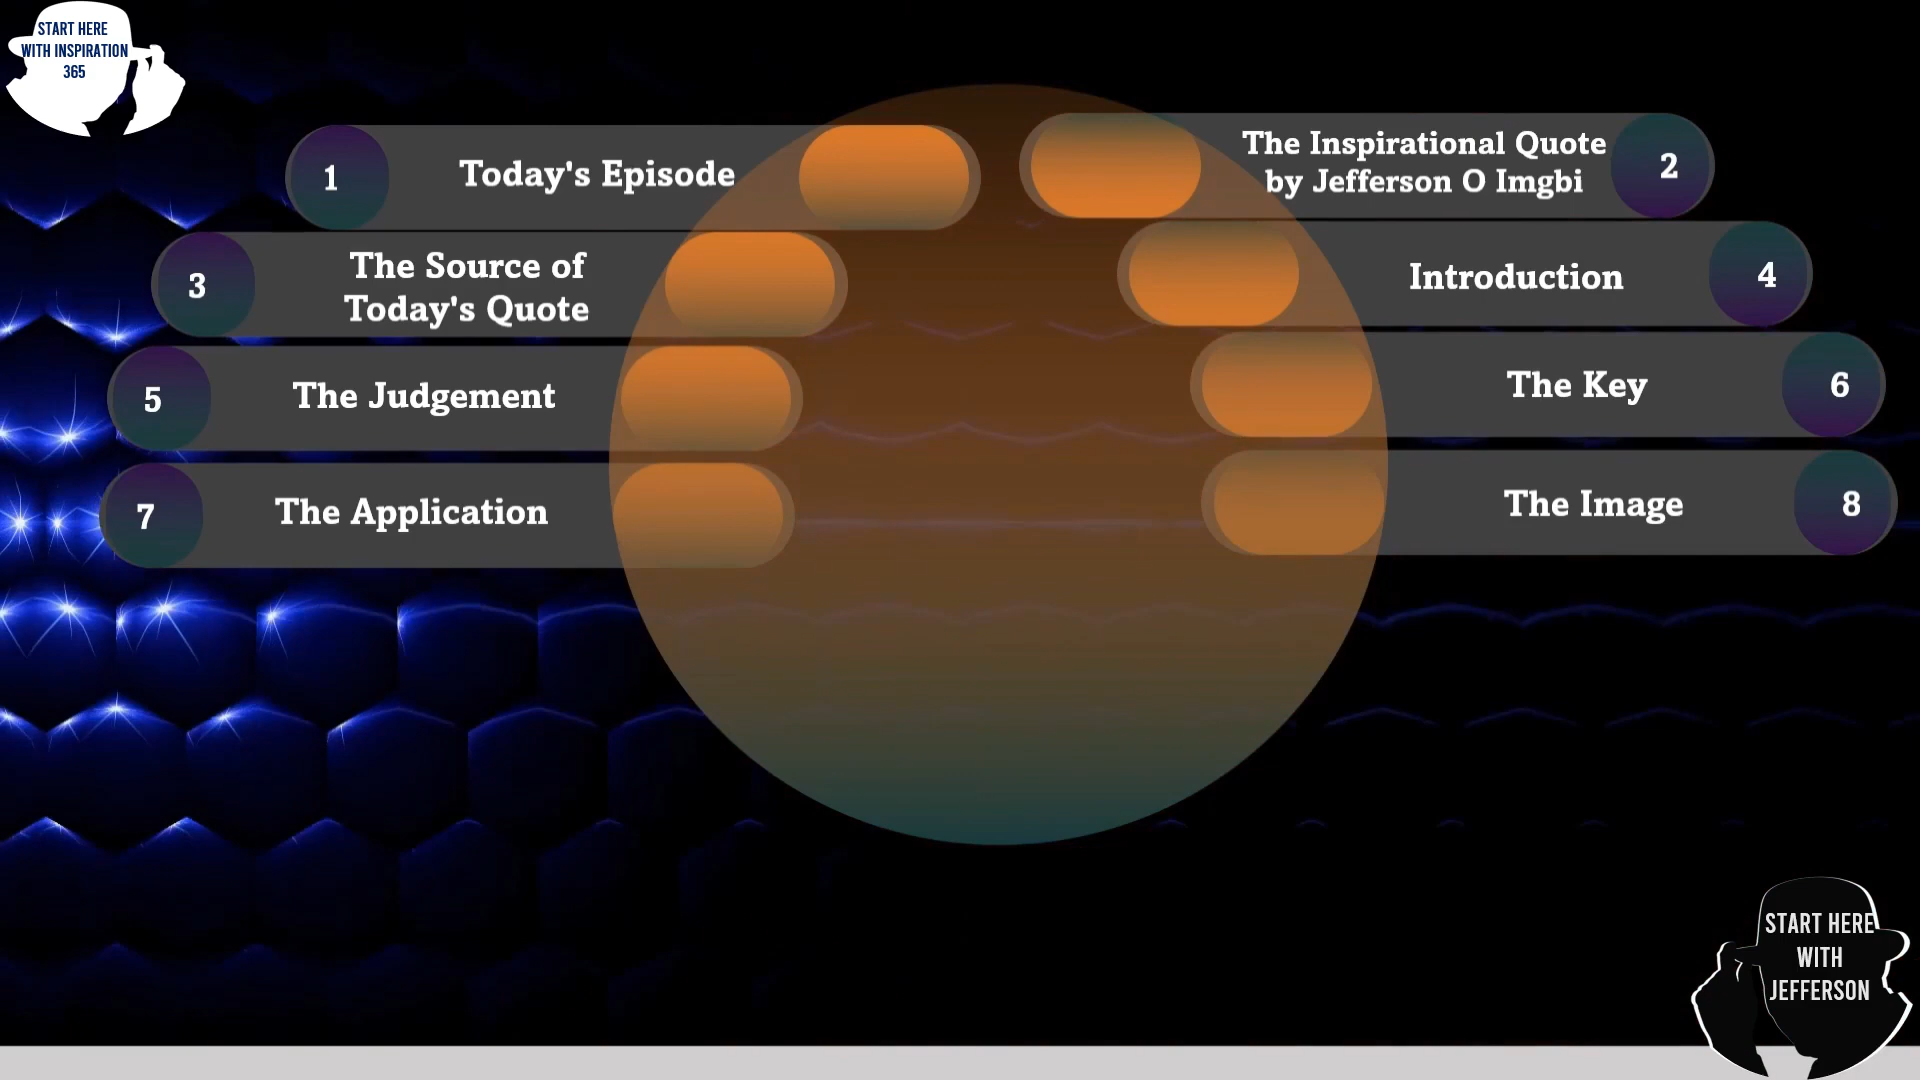 START HERE
WITH INSPIRATION
365
1
Today's Episode
The Inspirational Quote
by Jefferson O Imgbi
2
3
The Source of
Today's Quote
Introduction
4
5
The Judgement
The Key
6
7
The Application
The Image
8
START HERE
WITH
JEFFERSON